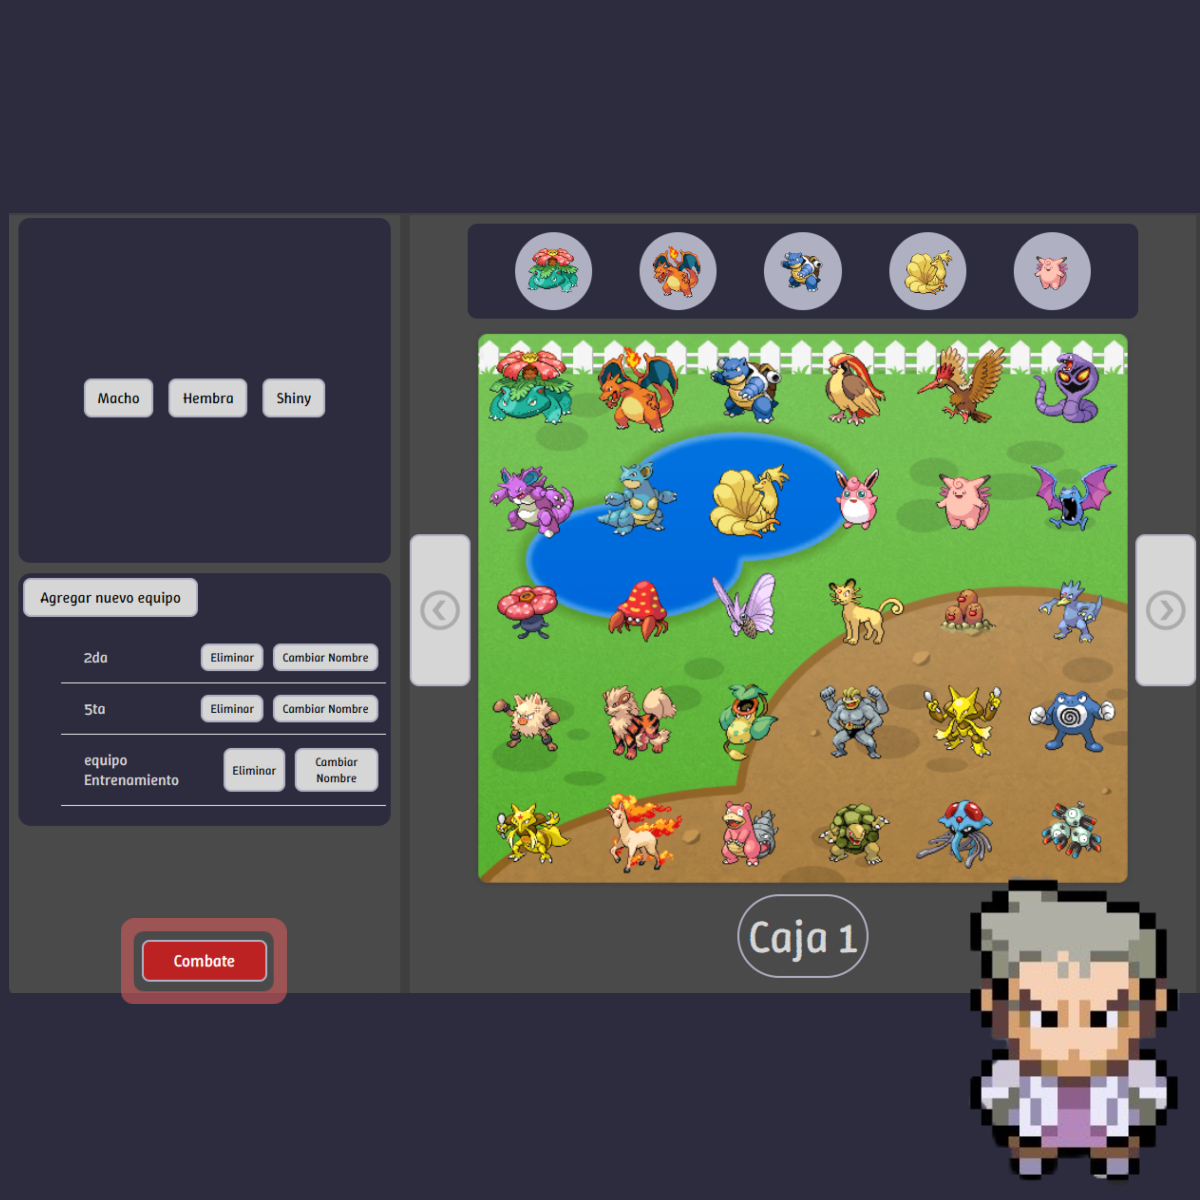 Macho
Hembra
Shiny
Agregar nuevo equipo
2da
Eliminar
Cambiar Nombre
5ta
Eliminar
Cambiar Nombre
equipo
Entrenamiento
Eliminar
Cambiar
Nombre
Combate
Caja 1